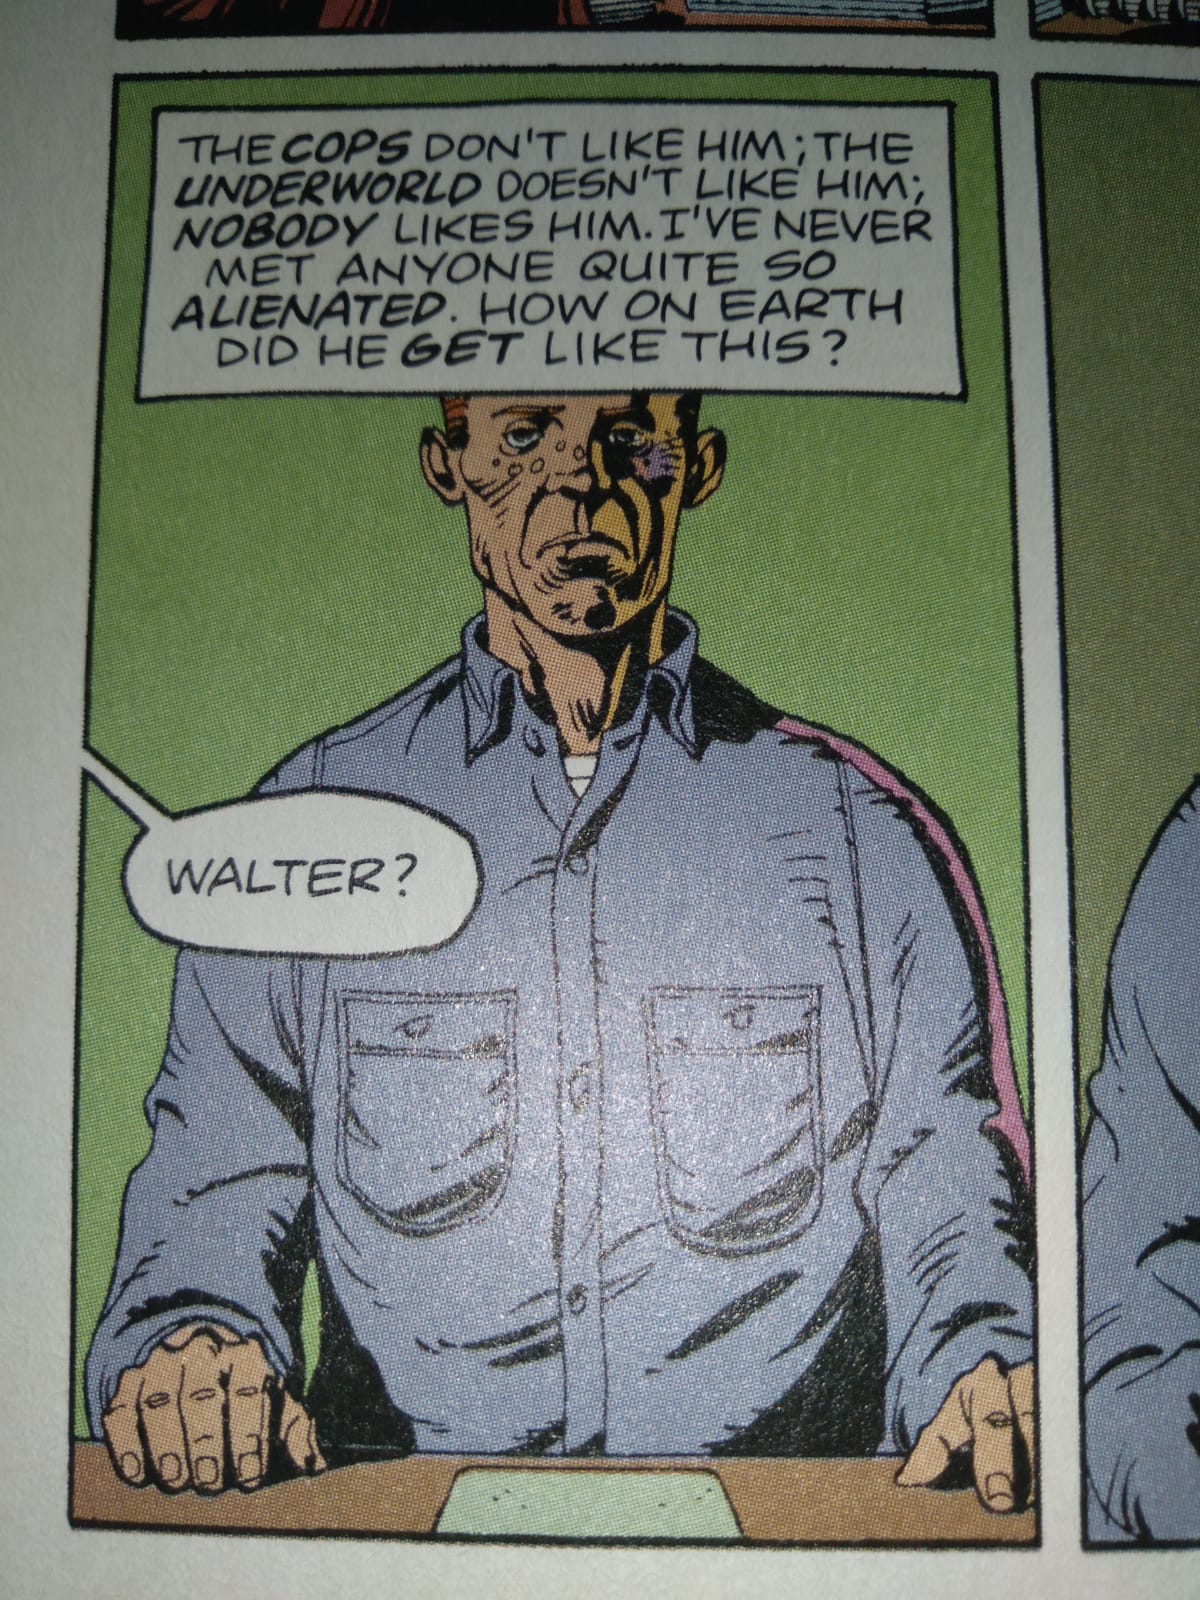 THE COPS DON'T LIKE HIM; THE
UNDERWORLD DOESN'T LIKE HIM;
NOBODY LIKES HIM. I'VE NEVER
MET ANYONE QUITE SO
ALIENATED. HOW ON EARTH
DID HE GET LIKE THIS?
WALTER?